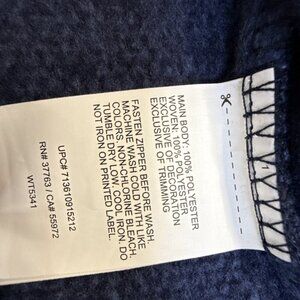 MAIN BODY: 100% POLYESTER
WOVEN: 100% POLYESTER
EXCLUSIVE OF DECORATION
EXCLUSIVE OF TRIMMING
FASTEN ZIPPER BEFORE WASH.
MACHINE WASH COLD WITH LIKE
COLORS. NON-CHLORINE BLEACH.
TUMBLE DRY LOW. COOL IRON. DO
NOT IRON ON PRINTED LABEL.
UPC# 713610915212
RN# 37763 / CA# 55972
WT5341